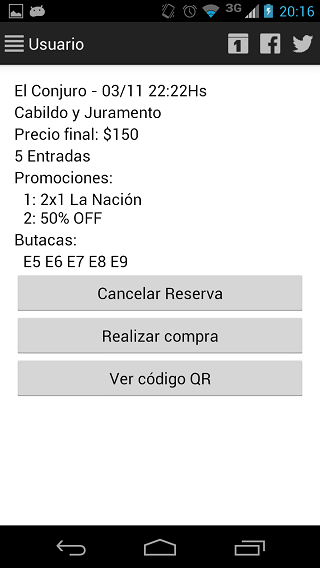 3G 20:16
Usuario 1
El Conjuro - 03/11 22:22Hs
Cabildo y Juramento
Precio final: $150
5 Entradas
Promociones:
1: 2x1 La Nación
2: 50% OFF
Butacas:
E5 E6 E7 E8 E9
Cancelar Reserva
Realizar compra
Ver código QR